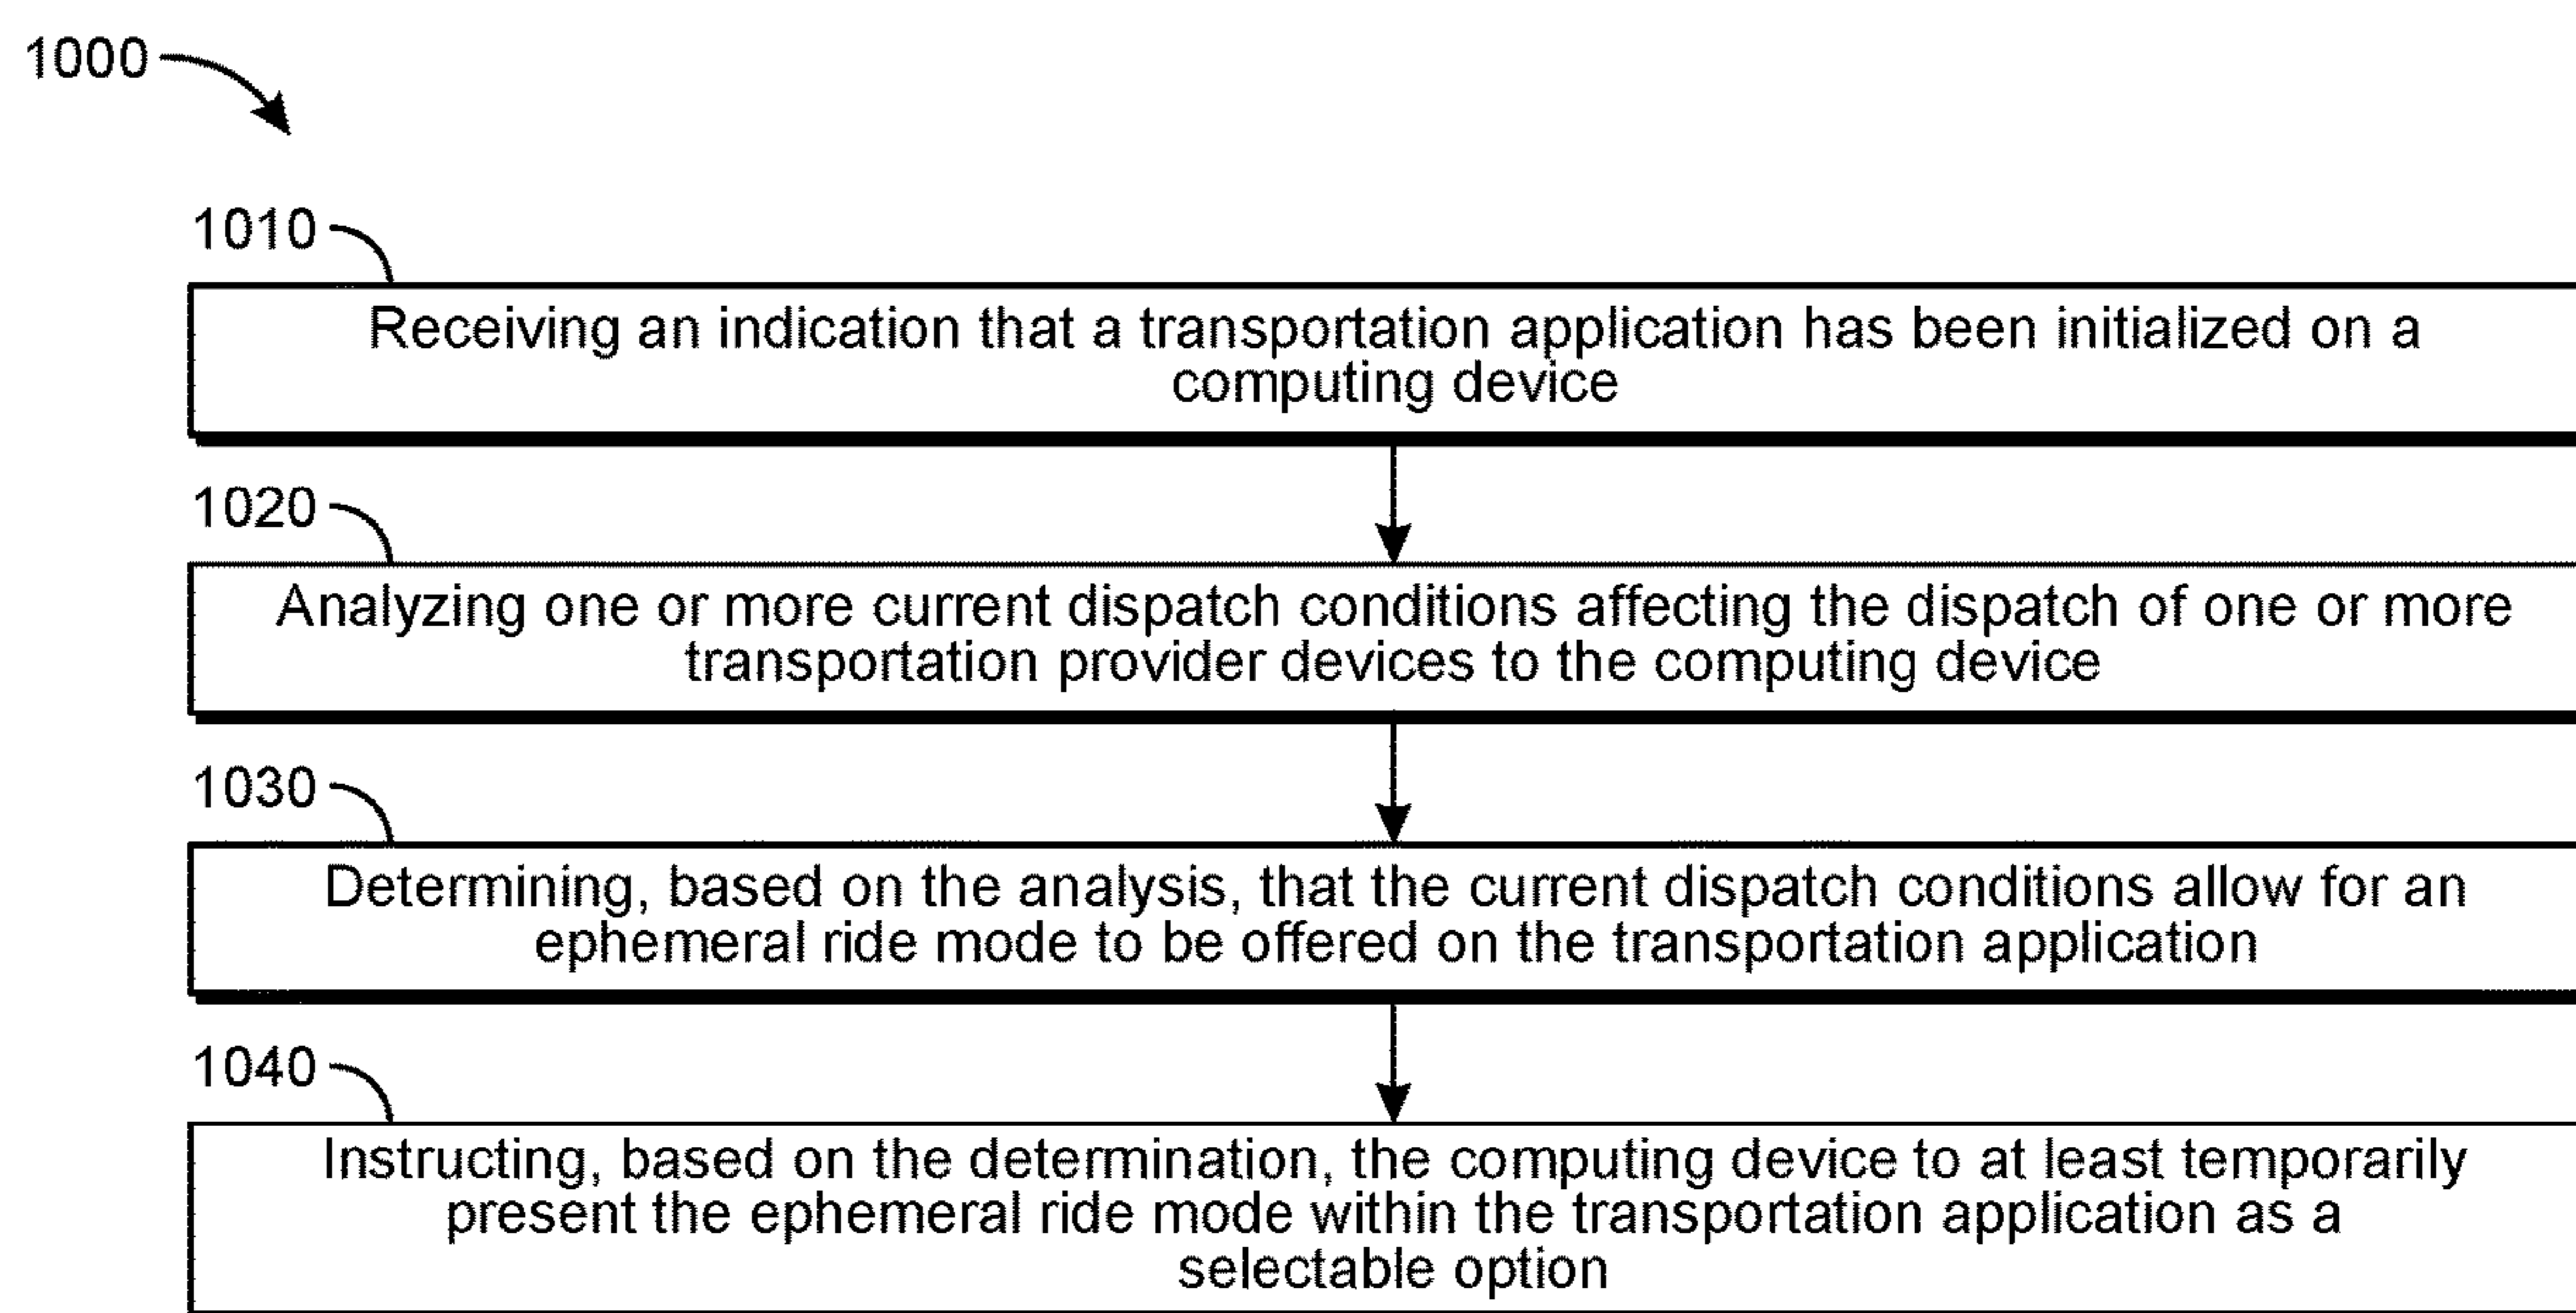 1000
1010
Receiving an indication that a transportation application has been initialized on a
computing device
1020
Analyzing one or more current dispatch conditions affecting the dispatch of one or more
transportation provider devices to the computing device
1030
Determining, based on the analysis, that the current dispatch conditions allow for an
ephemeral ride mode to be offered on the transportation application
1040
Instructing, based on the determination, the computing device to at least temporarily
present the ephemeral ride mode within the transportation application as a
selectable option